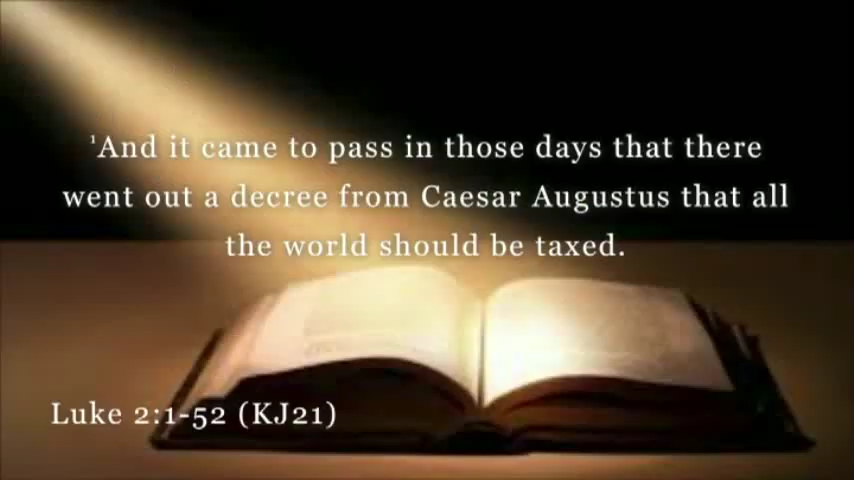 ¹And it came to pass in those days that there
went out a decree from Caesar Augustus that all
the world should be taxed.
Luke 2:1-52 (KJ21)